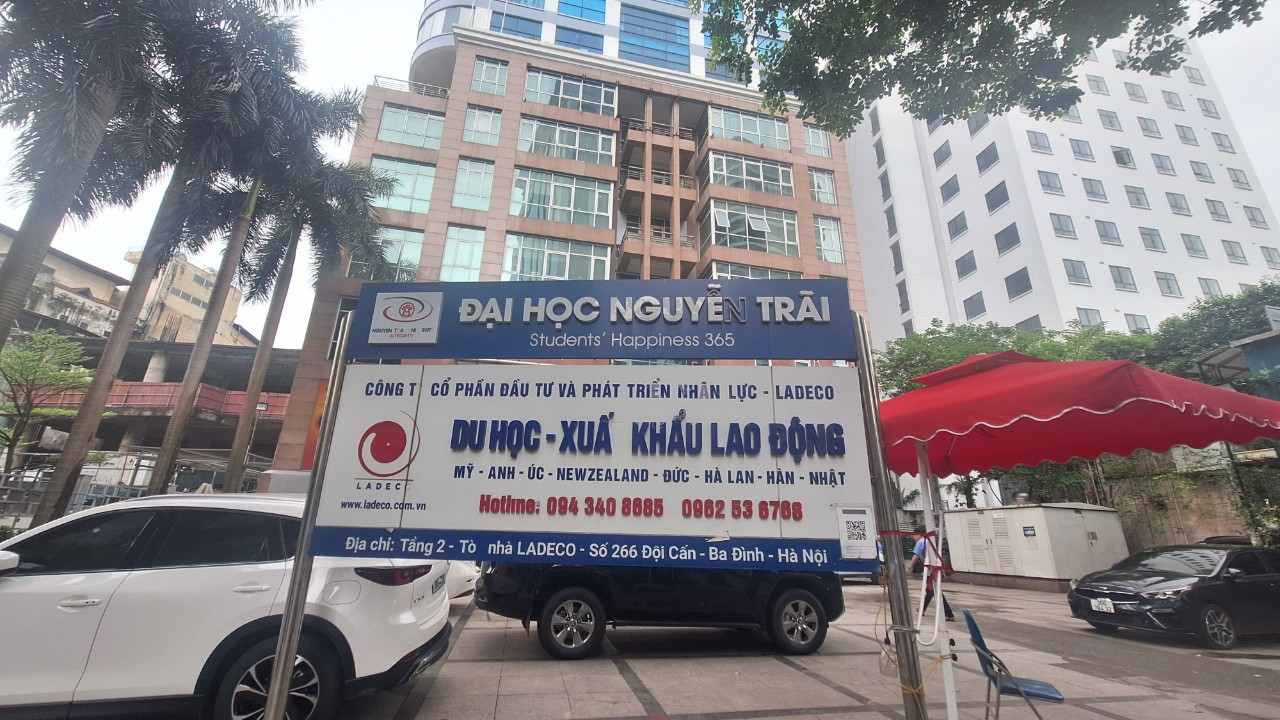 ĐẠI HỌC NGUYỄN TRÃI
Students' Happiness 365
INTEGRITY
CÔNG T CỔ PHẦN ĐẦU TƯ VÀ PHÁT TRIỂN NHÂN LỰC - LADECO
DU HỌC - XUẤ KHẨU LAO ĐỘNG
MỸ - ANH - ÚC - NEWZEALAND - ĐỨC - HÀ LAN - HÀN - NHẬT
LADECO
www.ladeco.com.vn
Hotline: 094 340 8685 0962 53 6768
Địa chỉ: Tầng 2 - Tò nhà LADECO - Số 266 Đội Cấn - Ba Đình - Hà Nội